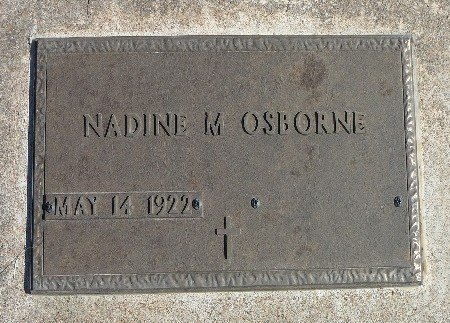 NADINE M OSBORNE
MAY 14 1922